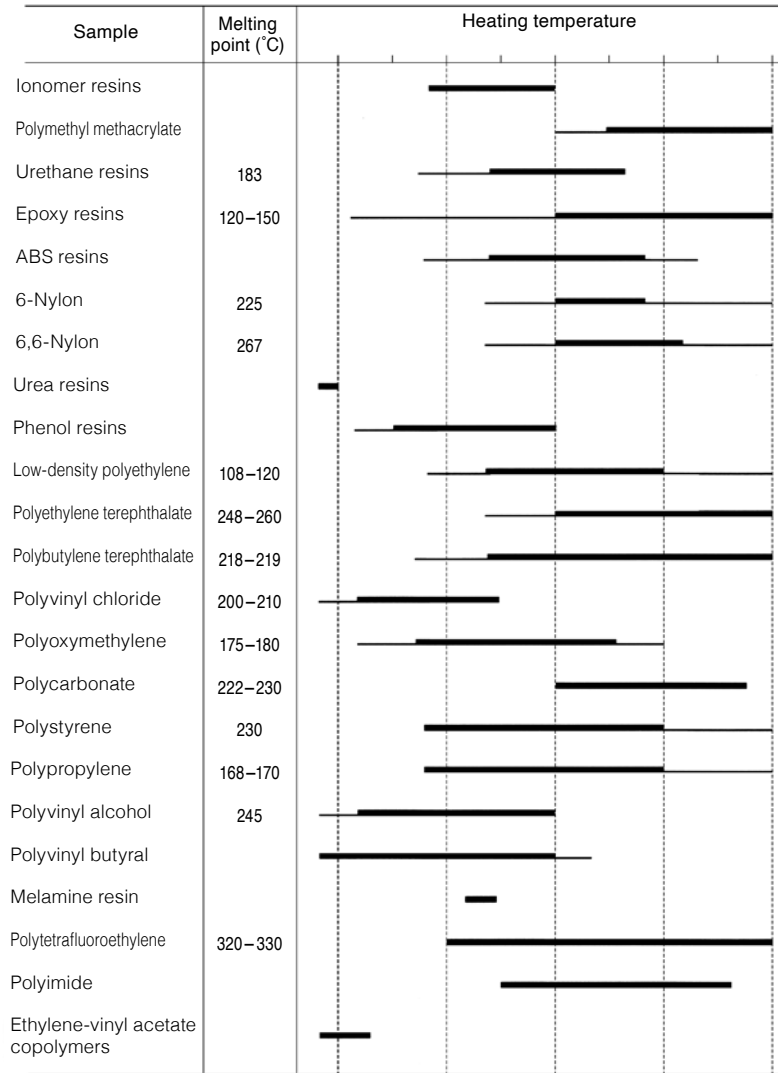 Sample Melting point (°C) Heating temperature
Ionomer resins
Polymethyl methacrylate
Urethane resins 183
Epoxy resins 120–150
ABS resins
6-Nylon 225
6,6-Nylon 267
Urea resins
Phenol resins
Low-density polyethylene 108–120
Polyethylene terephthalate 248–260
Polybutylene terephthalate 218–219
Polyvinyl chloride 200–210
Polyoxymethylene 175–180
Polycarbonate 222–230
Polystyrene 230
Polypropylene 168–170
Polyvinyl alcohol 245
Polyvinyl butyral
Melamine resin
Polytetrafluoroethylene 320–330
Polyimide
Ethylene-vinyl acetate
copolymers